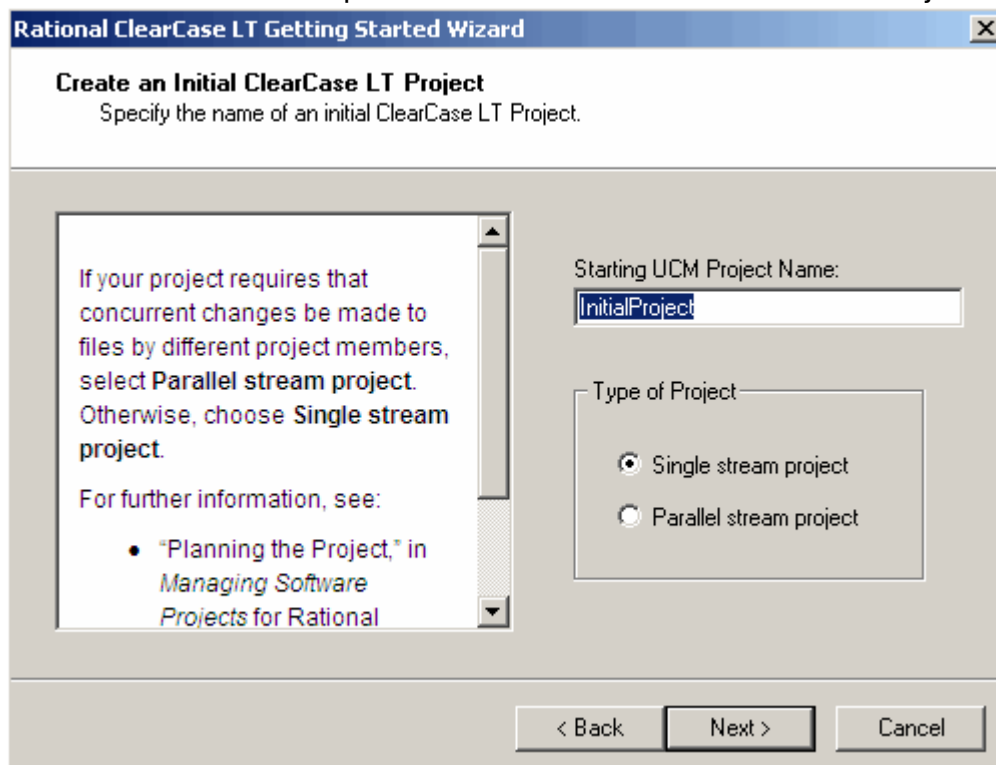 Rational ClearCase LT Getting Started Wizard
Create an Initial ClearCase LT Project
Specify the name of an initial ClearCase LT Project.
If your project requires that
concurrent changes be made to
files by different project members,
select Parallel stream project.
Otherwise, choose Single stream
project.
For further information, see:
• "Planning the Project," in
Managing Software
Projects for Rational
Starting UCM Project Name:
InitialProject
Type of Project
Single stream project
Parallel stream project
< Back
Next >
Cancel